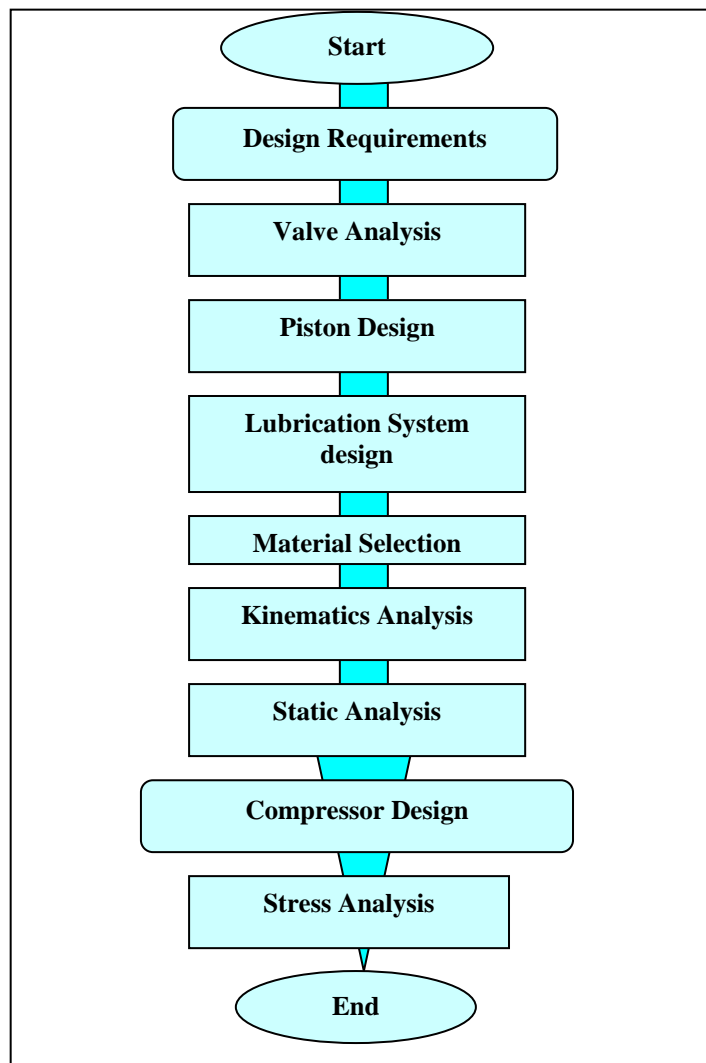 Start
Design Requirements
Valve Analysis
Piston Design
Lubrication System
design
Material Selection
Kinematics Analysis
Static Analysis
Compressor Design
Stress Analysis
End